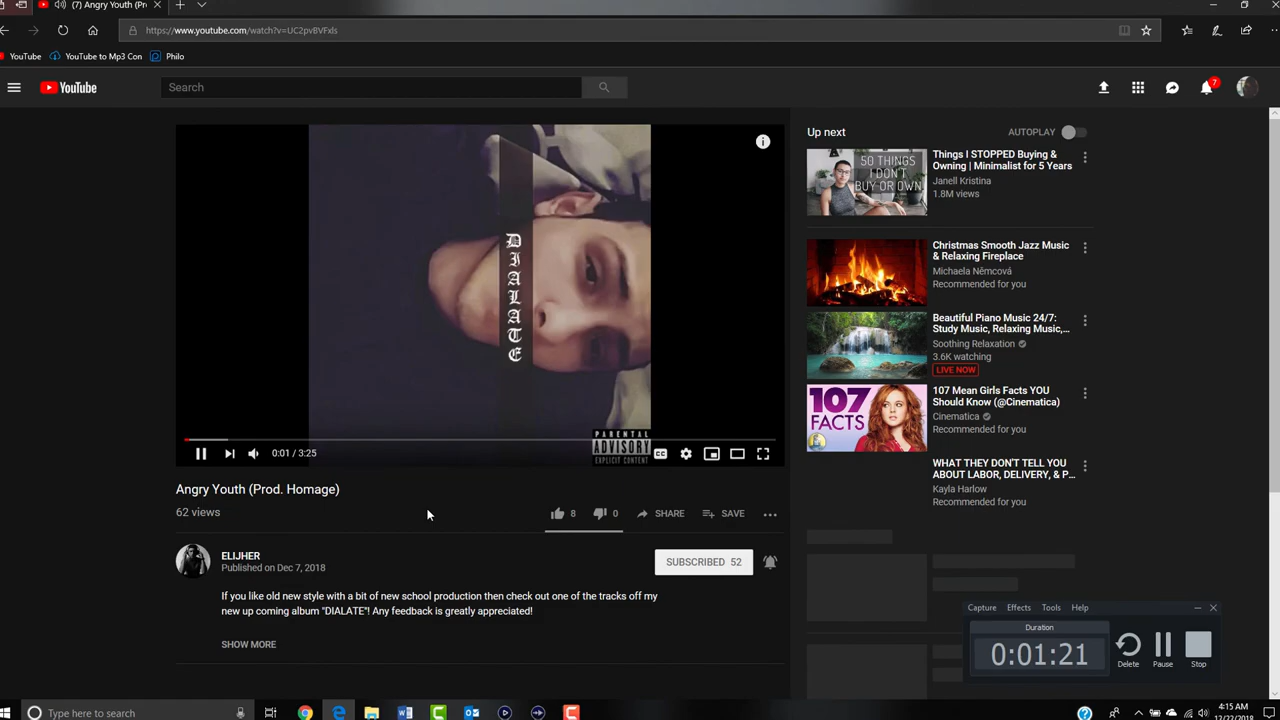 (7) Angry Youth (Pr
https://www.youtube.com/watch?v=UC2pvBVFxls
YouTube
YouTube to Mp3 Con
Philo
YouTube
Search
7
DIALATE
PARENTAL
ADVISORY
EXPLICIT CONTENT
0:01 / 3:25
CC
Angry Youth (Prod. Homage)
62 views
8
0
SHARE
SAVE
ELIJHER
Published on Dec 7, 2018
SUBSCRIBED 52
If you like old new style with a bit of new school production then check out one of the tracks off my
new up coming album "DIALATE"! Any feedback is greatly appreciated!
SHOW MORE
Up next
AUTOPLAY
50 THINGS
I DON'T
BUY OR OWN
Things I STOPPED Buying &
Owning | Minimalist for 5 Years
Janell Kristina
1.8M views
Christmas Smooth Jazz Music
& Relaxing Fireplace
Michaela Němcová
Recommended for you
Beautiful Piano Music 24/7:
Study Music, Relaxing Music,...
Soothing Relaxation
3.6K watching
LIVE NOW
107
FACTS
107 Mean Girls Facts YOU
Should Know (@Cinematica)
Cinematica
Recommended for you
WHAT THEY DON'T TELL YOU
ABOUT LABOR, DELIVERY, & P...
Kayla Harlow
Recommended for you
Capture Effects Tools Help
Duration
0:01:21
Delete
Pause
Stop
Type here to search
4:15 AM
12/23/2018